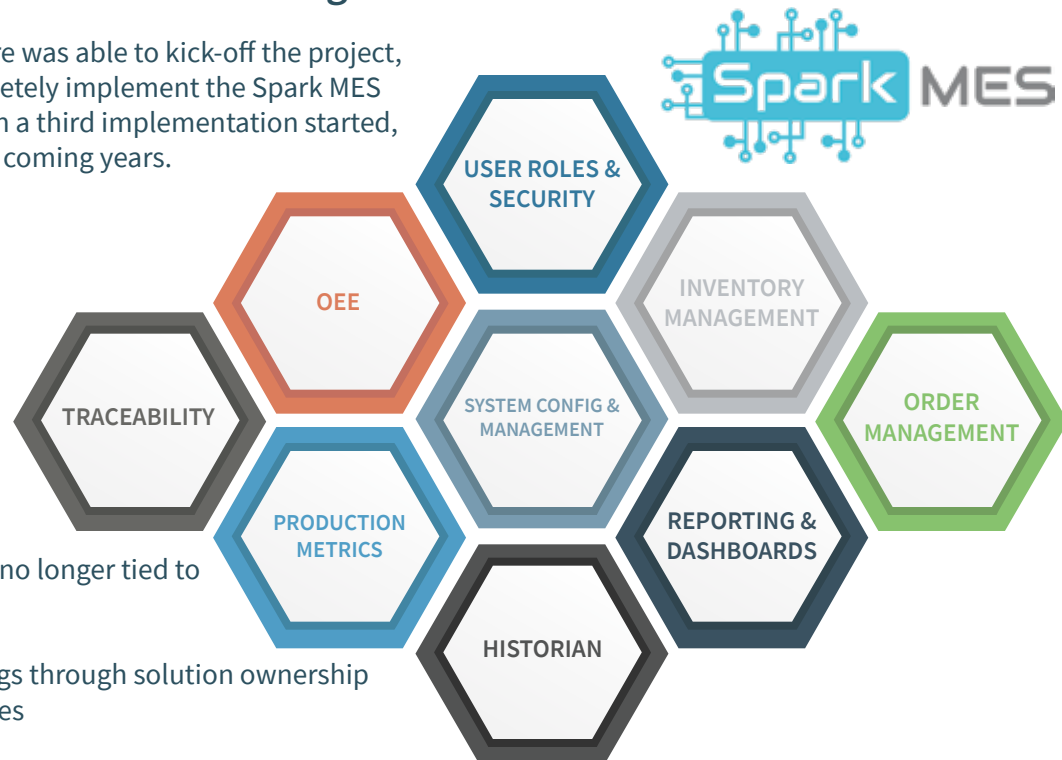 re was able to kick-off the project,
etely implement the Spark MES
n a third implementation started,
coming years.
Spark MES
USER ROLES &
SECURITY
OEE
INVENTORY
MANAGEMENT
TRACEABILITY
SYSTEM CONFIG &
MANAGEMENT
ORDER
MANAGEMENT
PRODUCTION
METRICS
REPORTING &
DASHBOARDS
no longer tied to
HISTORIAN
gs through solution ownership
es